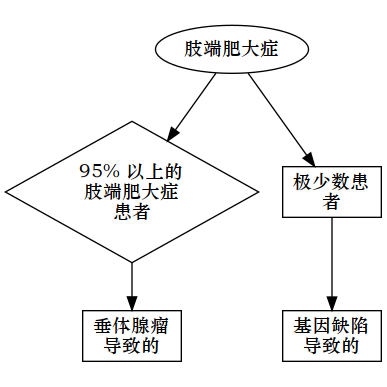 肢端肥大症
95% 以上的
肢端肥大症
患者
极少数患
者
垂体腺瘤
导致的
基因缺陷
导致的